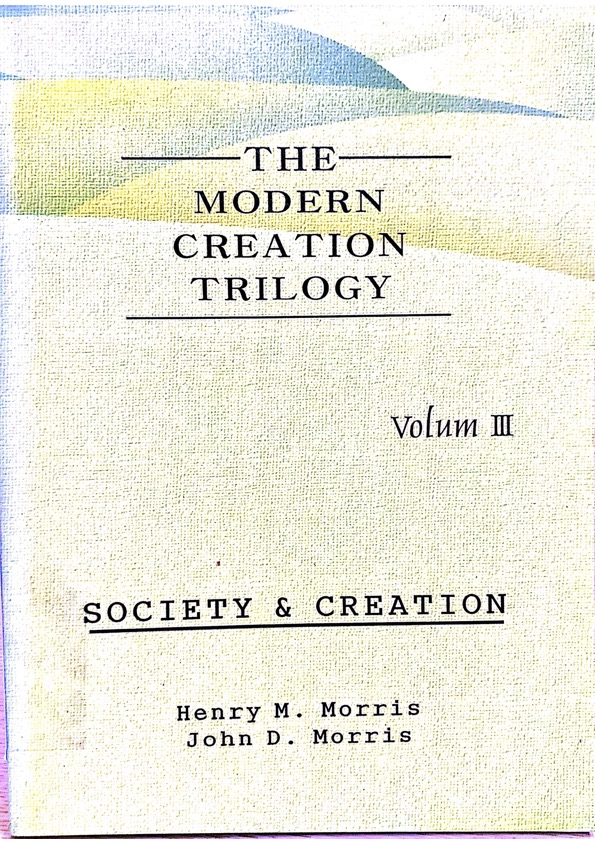 THE
MODERN
CREATION
TRILOGY
Volum III
SOCIETY & CREATION
Henry M. Morris
John D. Morris